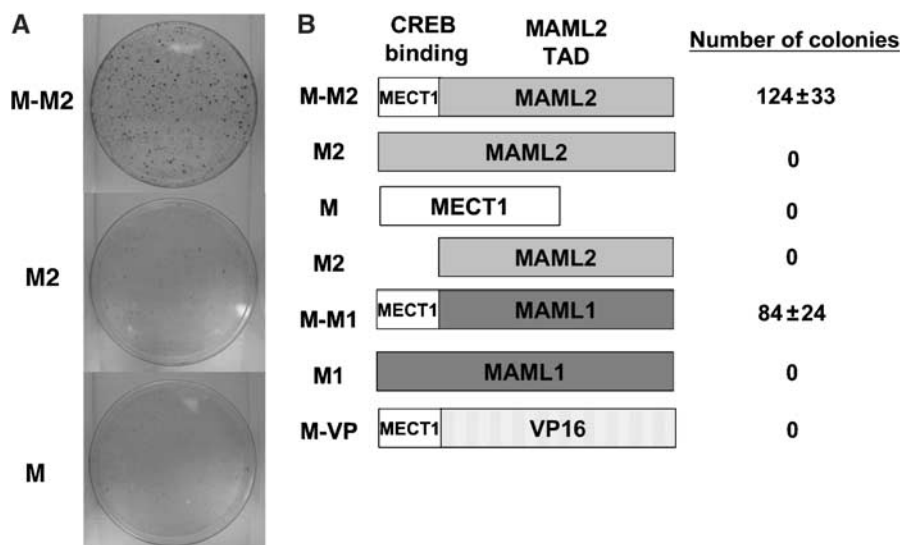 A
M-M2
M2
M
B
CREB
binding
MAML2
TAD
Number of colonies
M-M2 MECT1 MAML2 124±33
M2 MAML2 0
M MECT1 0
M2 MAML2 0
M-M1 MECT1 MAML1 84±24
M1 MAML1 0
M-VP MECT1 VP16 0